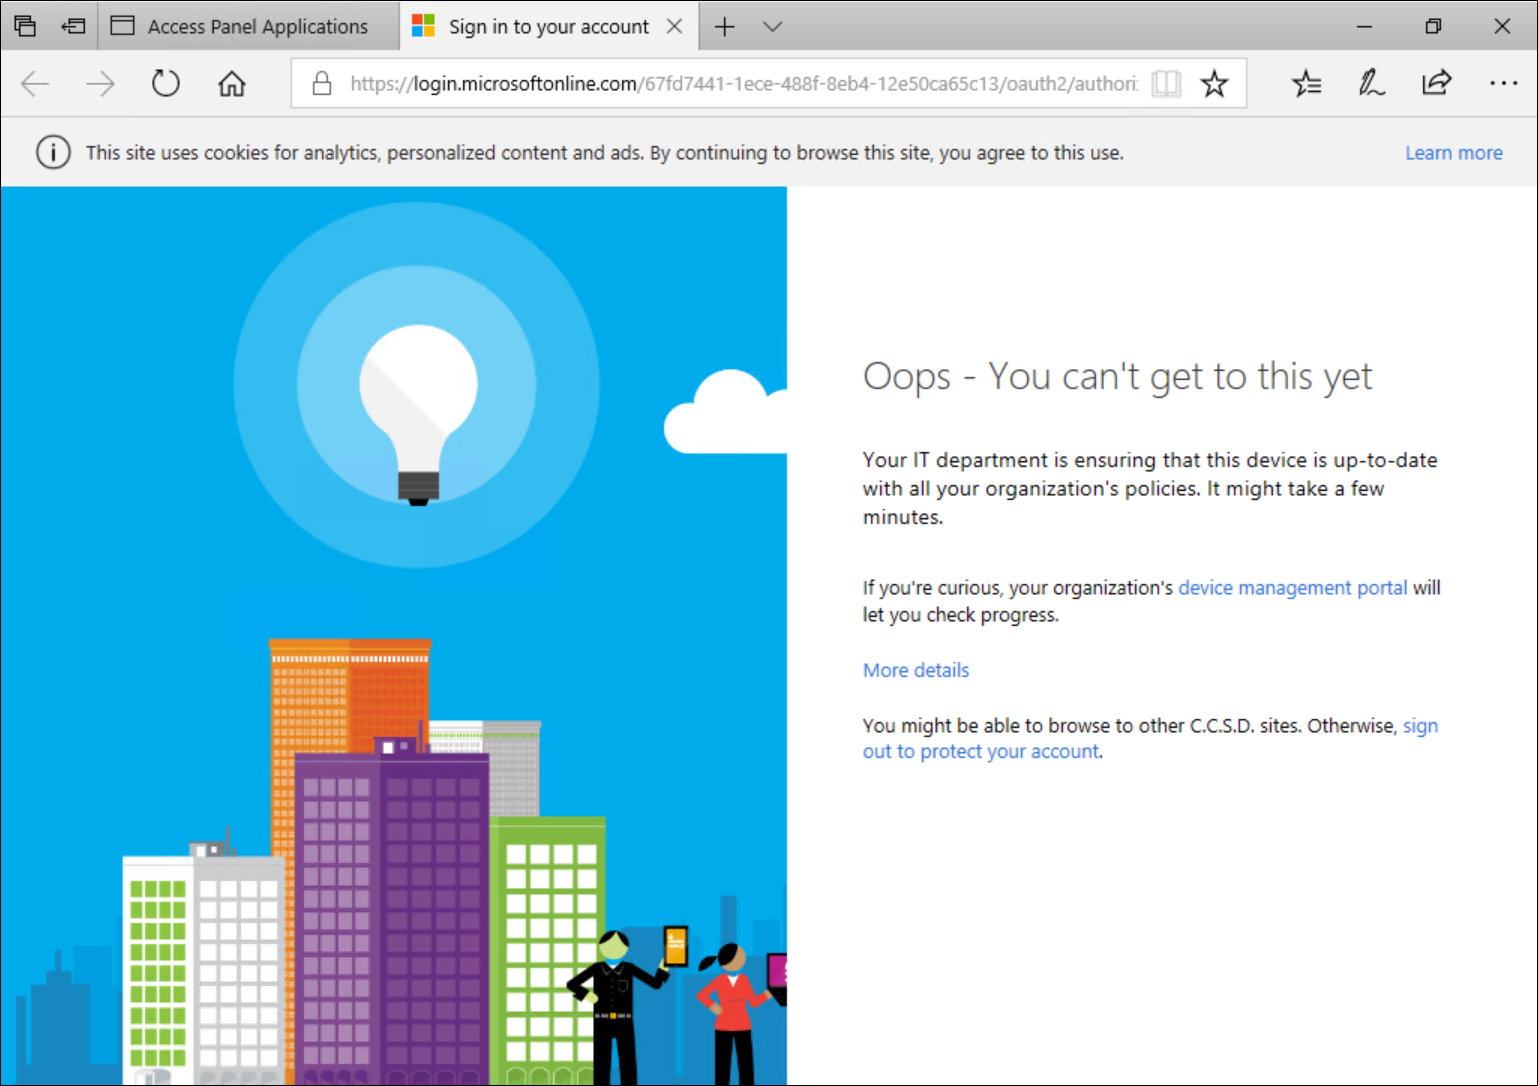 Access Panel Applications
Sign in to your account
https://login.microsoftonline.com/67fd7441-1ece-488f-8eb4-12e50ca65c13/oauth2/authori
This site uses cookies for analytics, personalized content and ads. By continuing to browse this site, you agree to this use.
Learn more
Oops - You can't get to this yet
Your IT department is ensuring that this device is up-to-date
with all your organization's policies. It might take a few
minutes.
If you're curious, your organization's device management portal will
let you check progress.
More details
You might be able to browse to other C.C.S.D. sites. Otherwise, sign
out to protect your account.